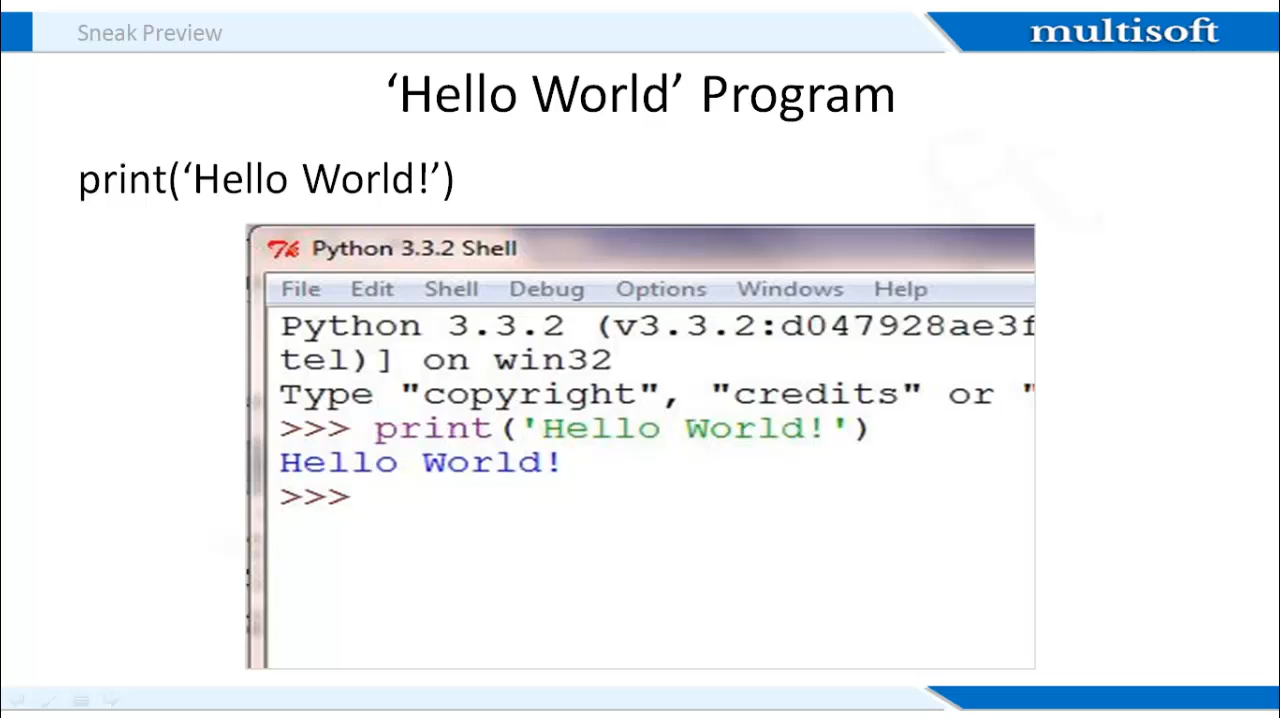 Sneak Preview
multisoft
‘Hello World’ Program
print(‘Hello World!’)
Python 3.3.2 Shell
File Edit Shell Debug Options Windows Help
Python 3.3.2 (v3.3.2:d047928ae3f
tel)] on win32
Type "copyright", "credits" or "
>>> print('Hello World!')
Hello World!
>>>